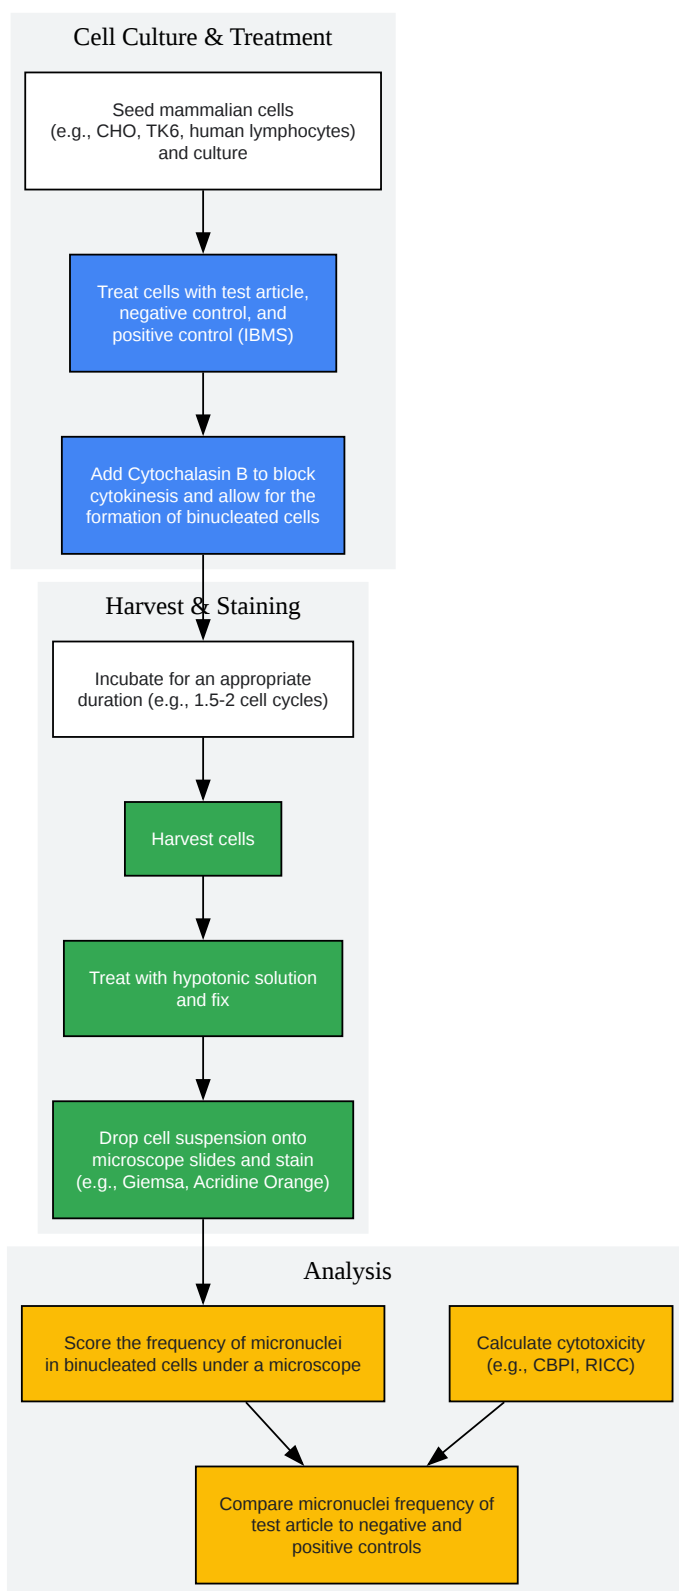 Cell Culture & Treatment
Seed mammalian cells
(e.g., CHO, TK6, human lymphocytes)
and culture
Treat cells with test article,
negative control, and
positive control (IBMS)
Add Cytochalasin B to block
cytokinesis and allow for the
formation of binucleated cells
Harvest & Staining
Incubate for an appropriate
duration (e.g., 1.5-2 cell cycles)
Harvest cells
Treat with hypotonic solution
and fix
Drop cell suspension onto
microscope slides and stain
(e.g., Giemsa, Acridine Orange)
Analysis
Score the frequency of micronuclei
in binucleated cells under a microscope
Calculate cytotoxicity
(e.g., CBPI, RICC)
Compare micronuclei frequency of
test article to negative and
positive controls